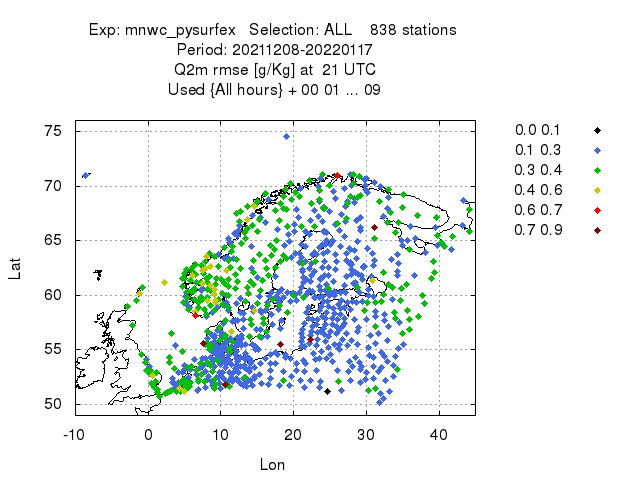 Exp: mnwc_pysurfex   Selection: ALL    838 stations
Period: 20211208-20220117
Q2m rmse [g/Kg] at  21 UTC
Used {All hours} + 00 01 ... 09
0.0 0.1
0.1 0.3
0.3 0.4
0.4 0.6
0.6 0.7
0.7 0.9
75
70
65
60
55
50
Lat
-10 0 10 20 30 40
Lon